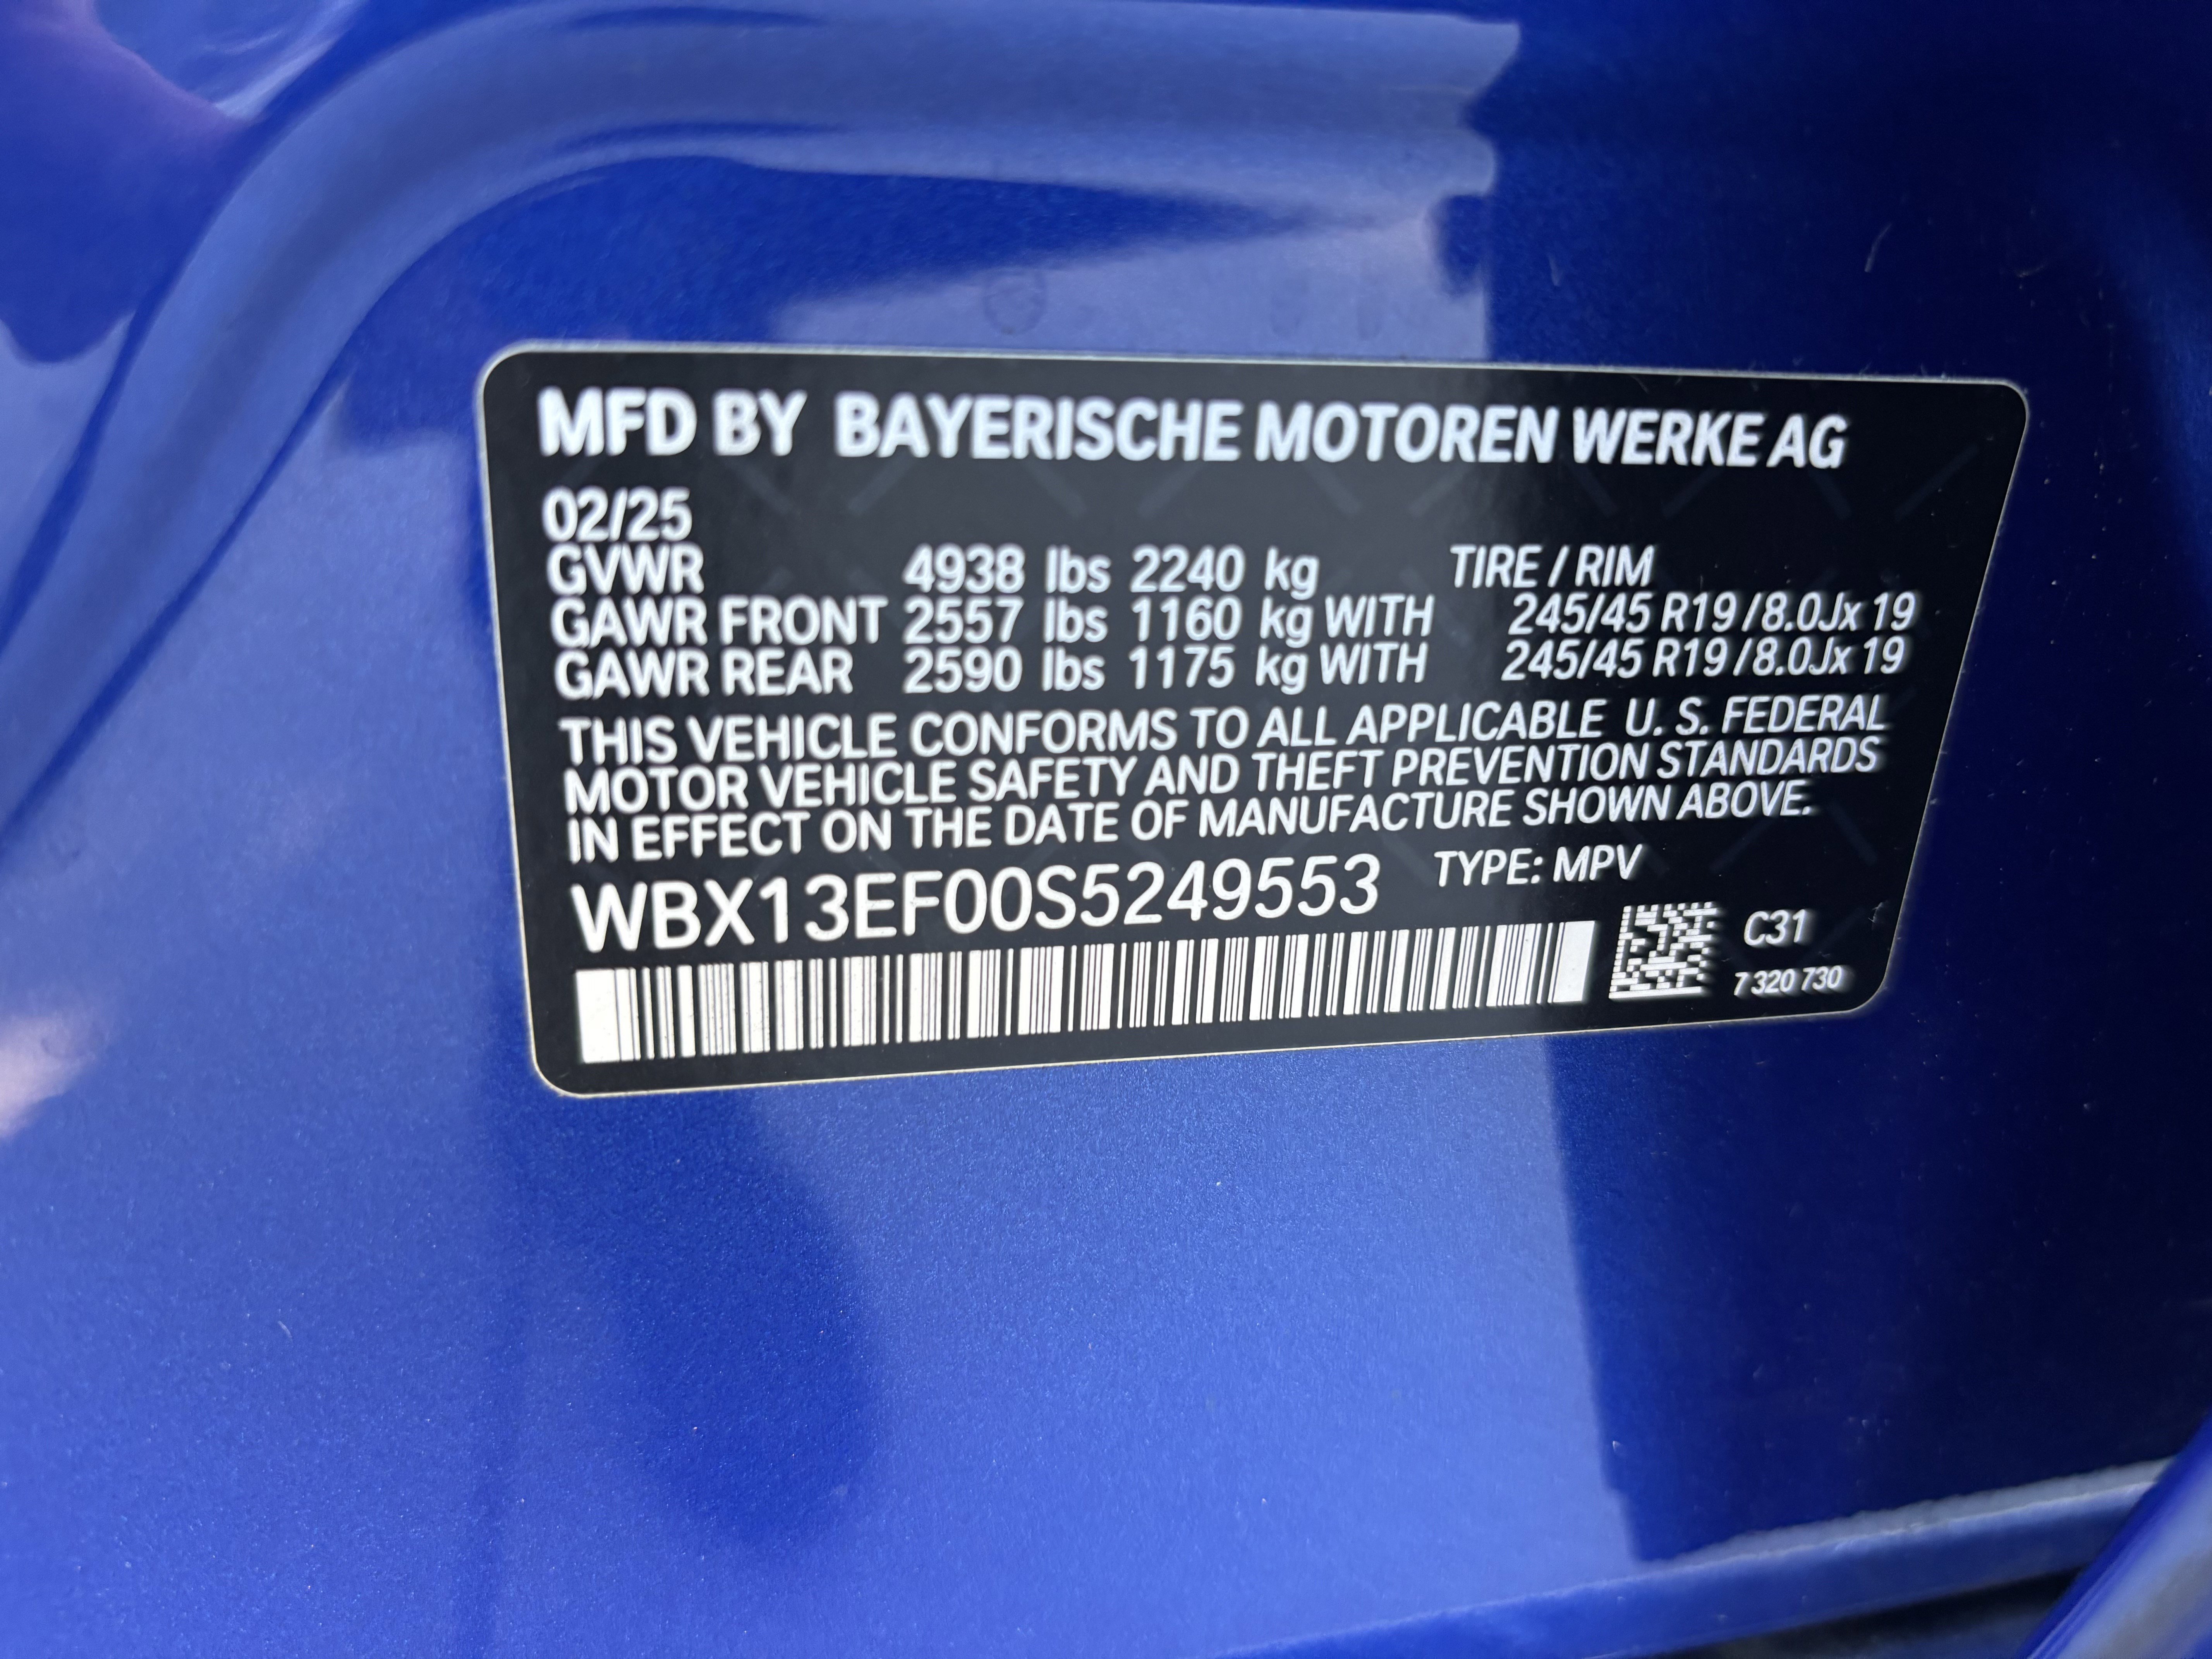 MFD BY BAYERISCHE MOTOREN WERKE AG
02/25
GVWR 4938 lbs 2240 kg TIRE / RIM
GAWR FRONT 2557 lbs 1160 kg WITH 245/45 R19 / 8.0Jx 19
GAWR REAR 2590 lbs 1175 kg WITH 245/45 R19 / 8.0Jx 19
THIS VEHICLE CONFORMS TO ALL APPLICABLE U. S. FEDERAL
MOTOR VEHICLE SAFETY AND THEFT PREVENTION STANDARDS
IN EFFECT ON THE DATE OF MANUFACTURE SHOWN ABOVE.
WBX13EF00S5249553 TYPE: MPV
C31
7 320 730